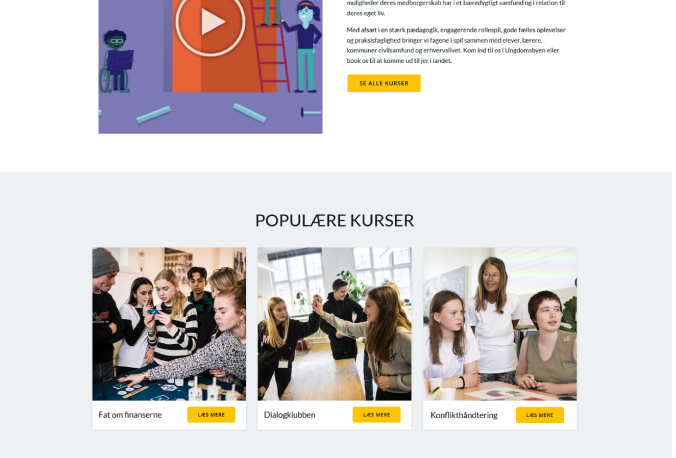 muligheder deres medborgerskab har i et bæredygtigt samfund og i relation til
deres eget liv.
Med afsæt i en stærk pædagogik, engagerende rollespil, gode fælles oplevelser
og praksisfaglighed bringer vi fagene i spil sammen med elever, lærere,
kommuner civilsamfund og erhvervslivet. Kom ind til os i Ungdomsbyen eller
book os til at komme ud til jer i landet.
SE ALLE KURSER
POPULÆRE KURSER
Fat om finanserne
LÆS MERE
Dialogklubben
LÆS MERE
Konflikthåndtering
LÆS MERE